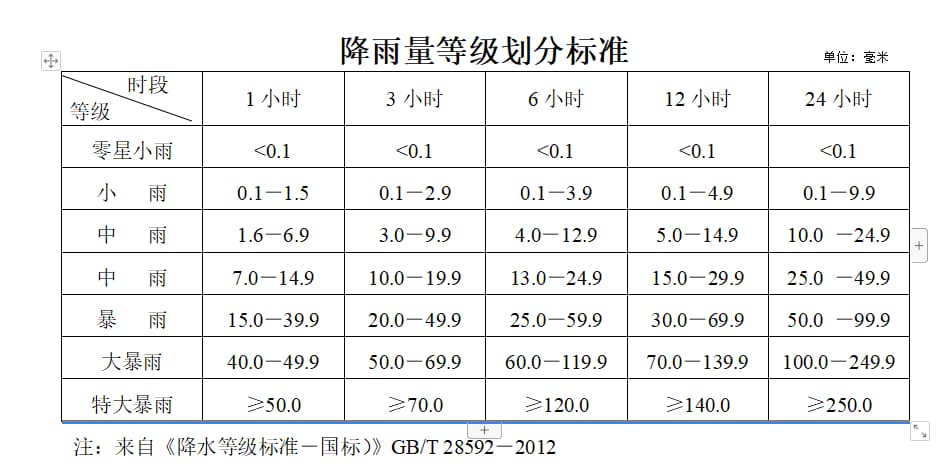 降雨量等级划分标准
单位：毫米
时段
等级
1 小时 3 小时 6 小时 12 小时 24 小时
零星小雨 <0.1 <0.1 <0.1 <0.1 <0.1
小 雨 0.1－1.5 0.1－2.9 0.1－3.9 0.1－4.9 0.1－9.9
中 雨 1.6－6.9 3.0－9.9 4.0－12.9 5.0－14.9 10.0 －24.9
中 雨 7.0－14.9 10.0－19.9 13.0－24.9 15.0－29.9 25.0 －49.9
暴 雨 15.0－39.9 20.0－49.9 25.0－59.9 30.0－69.9 50.0 －99.9
大暴雨 40.0－49.9 50.0－69.9 60.0－119.9 70.0－139.9 100.0－249.9
特大暴雨 ≥50.0 ≥70.0 ≥120.0 ≥140.0 ≥250.0
注：来自《降水等级标准－国标）》GB/T 28592－2012